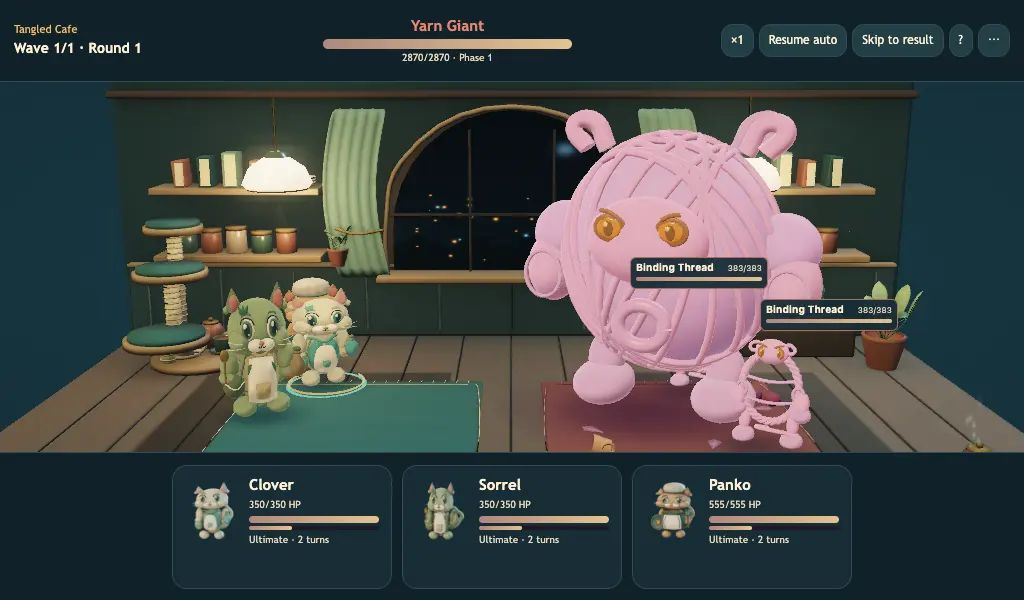 Tangled Cafe
Wave 1/1 · Round 1
Yarn Giant
2870/2870 · Phase 1
×1
Resume auto
Skip to result
?
...
Binding Thread 383/383
Binding Thread 383/383
Clover
350/350 HP
Ultimate · 2 turns
Sorrel
350/350 HP
Ultimate · 2 turns
Panko
555/555 HP
Ultimate · 2 turns